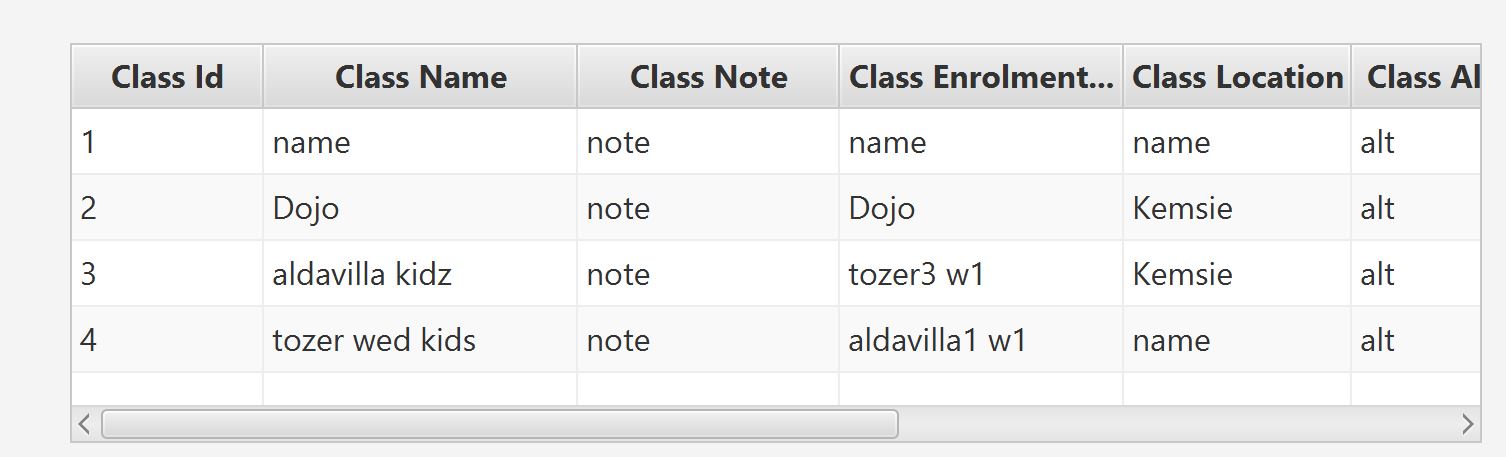 Class Id Class Name Class Note Class Enrolment... Class Location Class Al
1 name note name name alt
2 Dojo note Dojo Kemsie alt
3 aldavilla kidz note tozer3 w1 Kemsie alt
4 tozer wed kids note aldavilla1 w1 name alt